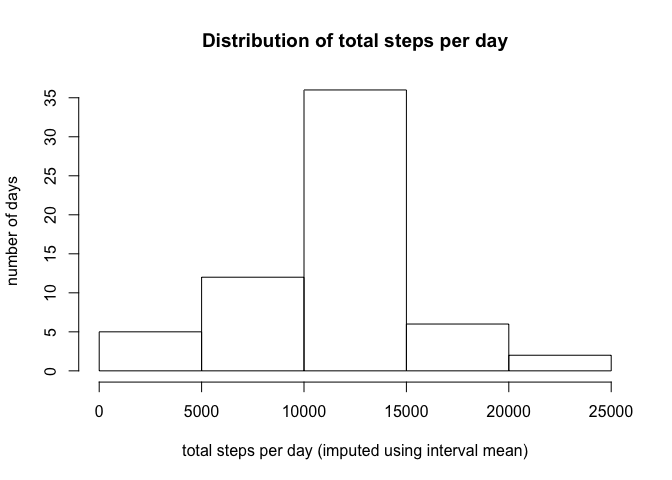 Distribution of total steps per day
number of days
35
30
25
20
15
10
5
0
0 5000 10000 15000 20000 25000
total steps per day (imputed using interval mean)